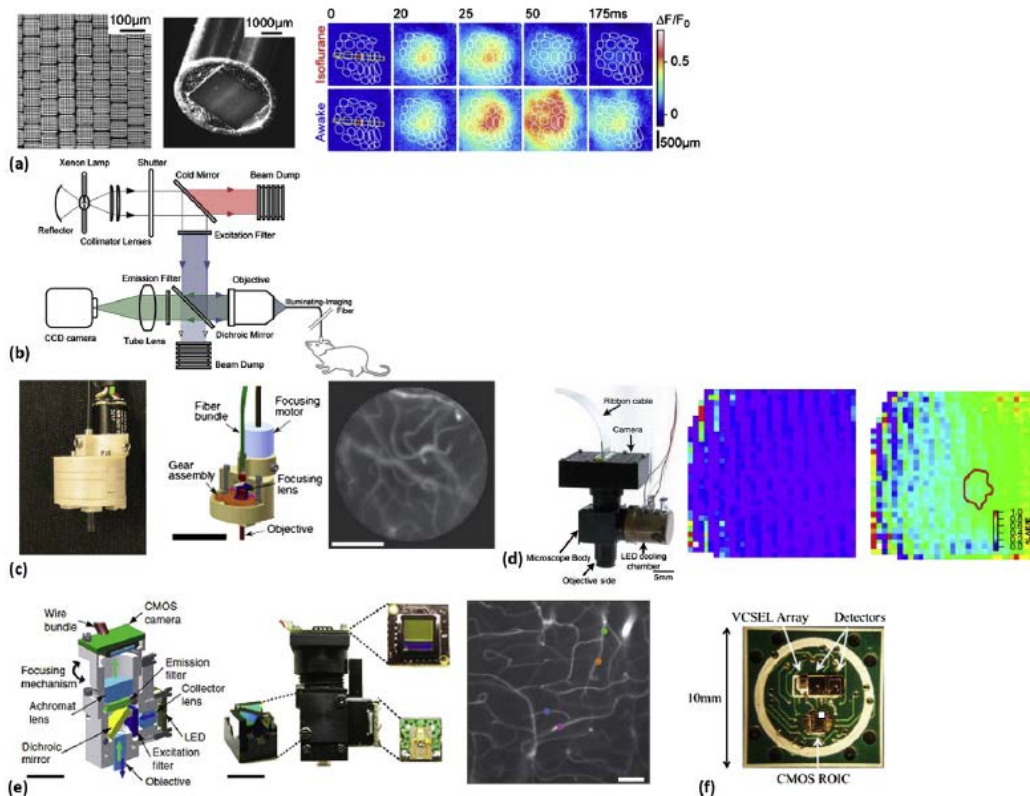 100µm
1000µm
0
20
25
50
175ms
ΔF/F0
Isoflurane
Awake
0.5
0
500µm
(a)
Xenon Lamp
Shutter
Cold Mirror
Beam Dump
Reflector
Collimator Lenses
Excitation Filter
Emission Filter
Objective
Illuminating-Imaging
Fiber
CCD camera
Tube Lens
Dichroic Mirror
Beam Dump
(b)
Fiber
bundle
Focusing
motor
Gear
assembly
Focusing
lens
Objective
(c)
Ribbon cable
Camera
Microscope Body
LED cooling
chamber
Objective side
5mm
(d)
Wire
bundle
CMOS
camera
Focusing
mechanism
Emission
filter
Achromat
lens
Collector
lens
LED
Dichroic
mirror
Excitation
filter
Objective
(e)
VCSEL Array
Detectors
10mm
CMOS ROIC
(f)